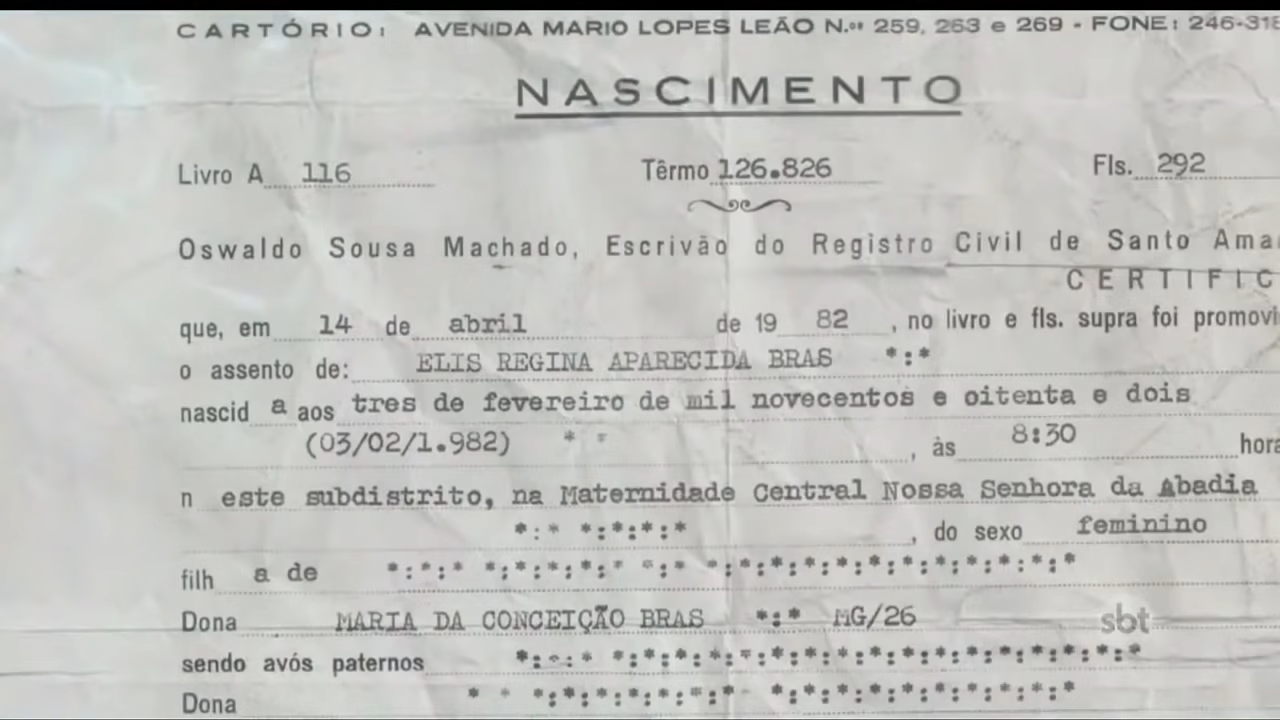 CARTÓRIO: AVENIDA MARIO LOPES LEÃO N.os 259, 263 e 269 - FONE: 246-318
NASCIMENTO
Livro A 116 Têrmo 126.826 Fls. 292
Oswaldo Sousa Machado, Escrivão do Registro Civil de Santo Ama
CERTIFIC
que, em 14 de abril de 19 82, no livro e fls. supra foi promovi
o assento de: ELIS REGINA APARECIDA BRAS *:*
nascid a aos tres de fevereiro de mil novecentos e oitenta e dois
(03/02/1.982) * * , às 8:30 hora
n este subdistrito, na Maternidade Central Nossa Senhora da Abadia
*:* *:*:*:* , do sexo feminino
filh a de *:*:* *:*:*:*:* *:* *:*:*:*:*:*:*:*:*:*:*:*
Dona MARIA DA CONCEIÇÃO BRAS *:* MG/26
sbt
sendo avós paternos *:*:* *:*:*:*:*:*:*:*:*:*:*:*:*:*:*:*:*
Dona * * *:*:*:*:*:*:* *:*:*:*:*:*:*:*:*:*